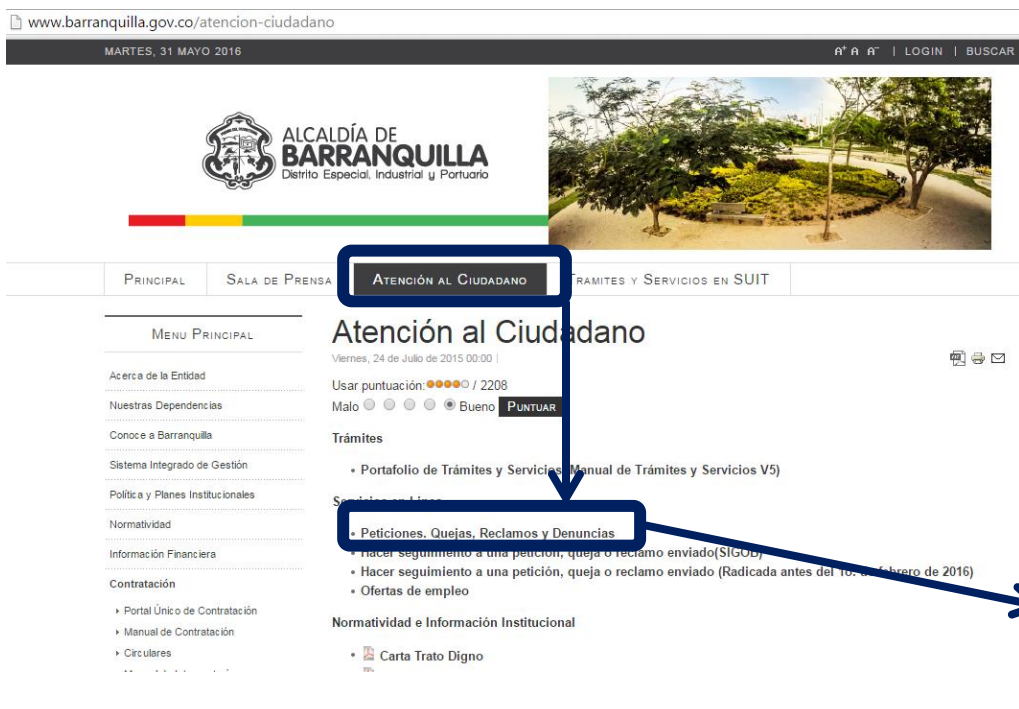 www.barranquilla.gov.co/atencion-ciudadano
MARTES, 31 MAYO 2016
A+ A A- | LOGIN | BUSCAR
ALCALDÍA DE
BARRANQUILLA
Distrito Especial, Industrial y Portuario
PRINCIPAL
SALA DE PRENSA
ATENCIÓN AL CIUDADANO
TRAMITES Y SERVICIOS EN SUIT
MENU PRINCIPAL
Acerca de la Entidad
Nuestras Dependencias
Conoce a Barranquilla
Sistema Integrado de Gestión
Política y Planes Institucionales
Normatividad
Información Financiera
Contratación
Portal Único de Contratación
Manual de Contratación
Circulares
Atención al Ciudadano
Viernes, 24 de Julio de 2015 00:00 |
Usar puntuación: / 2208
Malo Bueno PUNTUAR
Trámites
• Portafolio de Trámites y Servicios (Manual de Trámites y Servicios V5)
Servicios en Linea
• Peticiones. Quejas, Reclamos y Denuncias
• Hacer seguimiento a una petición, queja o reclamo enviado(SIGOB)
• Hacer seguimiento a una petición, queja o reclamo enviado (Radicada antes del 1o. de febrero de 2016)
• Ofertas de empleo
Normatividad e Información Institucional
• Carta Trato Digno